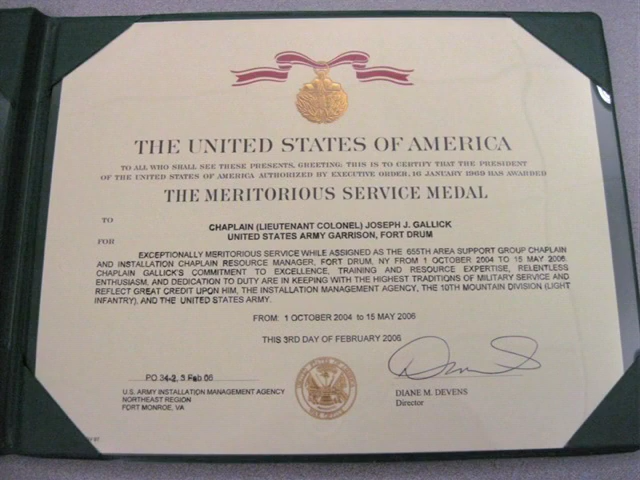 THE UNITED STATES OF AMERICA
TO ALL WHO SHALL SEE THESE PRESENTS, GREETING: THIS IS TO CERTIFY THAT THE PRESIDENT
OF THE UNITED STATES OF AMERICA AUTHORIZED BY EXECUTIVE ORDER, 16 JANUARY 1969 HAS AWARDED
THE MERITORIOUS SERVICE MEDAL
TO
CHAPLAIN (LIEUTENANT COLONEL) JOSEPH J. GALLICK
UNITED STATES ARMY GARRISON, FORT DRUM
FOR
EXCEPTIONALLY MERITORIOUS SERVICE WHILE ASSIGNED AS THE 655TH AREA SUPPORT GROUP CHAPLAIN
AND INSTALLATION CHAPLAIN RESOURCE MANAGER, FORT DRUM, NY FROM 1 OCTOBER 2004 TO 15 MAY 2006.
CHAPLAIN GALLICK'S COMMITMENT TO EXCELLENCE, TRAINING AND RESOURCE EXPERTISE, RELENTLESS
ENTHUSIASM, AND DEDICATION TO DUTY ARE IN KEEPING WITH THE HIGHEST TRADITIONS OF MILITARY SERVICE AND
REFLECT GREAT CREDIT UPON HIM, THE INSTALLATION MANAGEMENT AGENCY, THE 10TH MOUNTAIN DIVISION (LIGHT
INFANTRY), AND THE UNITED STATES ARMY.
FROM: 1 OCTOBER 2004 to 15 MAY 2006
THIS 3RD DAY OF FEBRUARY 2006
PO 34-2, 3 Feb 06
U.S. ARMY INSTALLATION MANAGEMENT AGENCY
NORTHEAST REGION
FORT MONROE, VA
DIANE M. DEVENS
Director